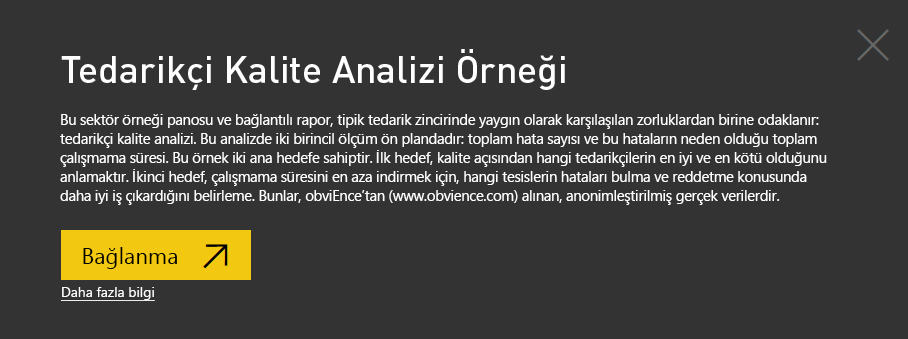 Tedarikçi Kalite Analizi Örneği
Bu sektör örneği panosu ve bağlantılı rapor, tipik tedarik zincirinde yaygın olarak karşılaşılan zorluklardan birine odaklanır:
tedarikçi kalite analizi. Bu analizde iki birincil ölçüm ön plandadır: toplam hata sayısı ve bu hataların neden olduğu toplam
çalışmama süresi. Bu örnek iki ana hedefe sahiptir. İlk hedef, kalite açısından hangi tedarikçilerin en iyi ve en kötü olduğunu
anlamaktır. İkinci hedef, çalışmama süresini en aza indirmek için, hangi tesislerin hataları bulma ve reddetme konusunda
daha iyi iş çıkardığını belirleme. Bunlar, obviEnce'tan (www.obvience.com) alınan, anonimleştirilmiş gerçek verilerdir.
Bağlanma
Daha fazla bilgi